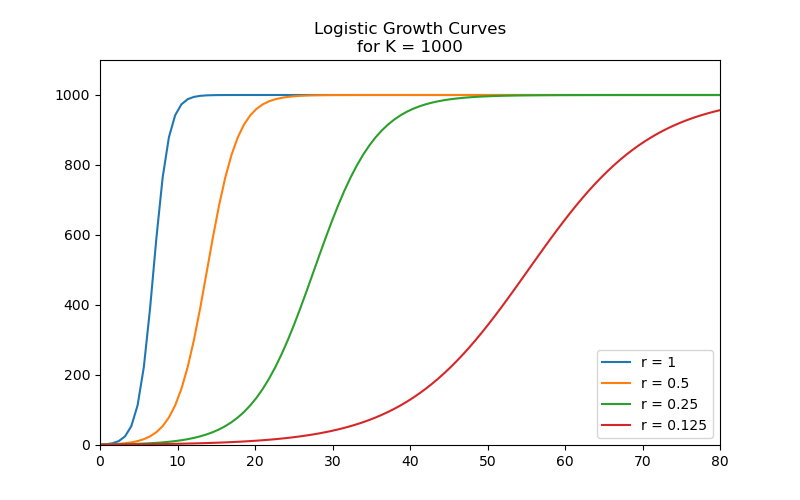 Logistic Growth Curves
for K = 1000
1000
800
600
400
200
0
0 10 20 30 40 50 60 70 80
r = 1
r = 0.5
r = 0.25
r = 0.125